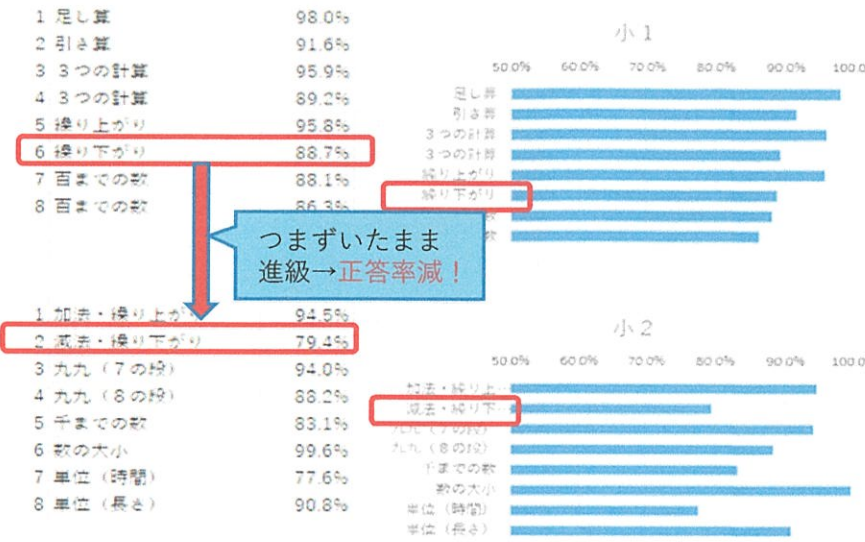 1 足し算 98.0%
2 引き算 91.6%
3 3つの計算 95.9%
4 3つの計算 89.2%
5 繰り上がり 95.8%
6 繰り下がり 88.7%
7 百までの数 88.1%
8 百までの数 86.3%
つまずいたまま
進級→正答率減！
1 加法・繰り上が 94.5%
2 減法・繰り下がり 79.4%
3 九九（7の段） 94.0%
4 九九（8の段） 88.2%
5 千までの数 83.1%
6 数の大小 99.6%
7 単位（時間） 77.6%
8 単位（長さ） 90.8%
小1
50.0% 60.0% 70.0% 80.0% 90.0% 100.0
足し算
引き算
3つの計算
3つの計算
繰り上がり
繰り下がり
数
数
小2
50.0% 60.0% 70.0% 80.0% 90.0% 100.0
加法・繰り上…
減法・繰り下…
九九（7の段）
九九（8の段）
千までの数
数の大小
単位（時間）
単位（長さ）